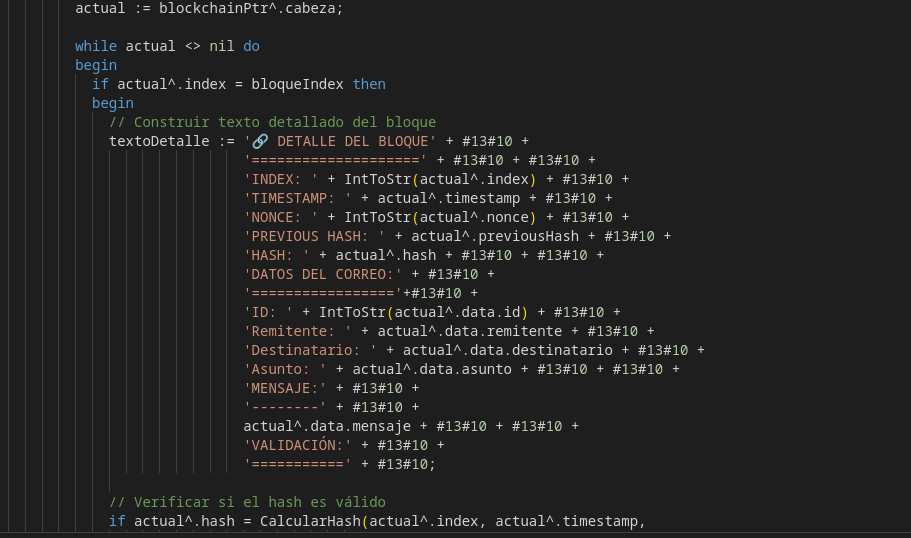 actual := blockchainPtr^.cabeza;
while actual <> nil do
begin
if actual^.index = bloqueIndex then
begin
// Construir texto detallado del bloque
textoDetalle := '🔗 DETALLE DEL BLOQUE' + #13#10 +
'====================' + #13#10 + #13#10 +
'INDEX: ' + IntToStr(actual^.index) + #13#10 +
'TIMESTAMP: ' + actual^.timestamp + #13#10 +
'NONCE: ' + IntToStr(actual^.nonce) + #13#10 +
'PREVIOUS HASH: ' + actual^.previousHash + #13#10 +
'HASH: ' + actual^.hash + #13#10 + #13#10 +
'DATOS DEL CORREO:' + #13#10 +
'================='+#13#10 +
'ID: ' + IntToStr(actual^.data.id) + #13#10 +
'Remitente: ' + actual^.data.remitente + #13#10 +
'Destinatario: ' + actual^.data.destinatario + #13#10 +
'Asunto: ' + actual^.data.asunto + #13#10 + #13#10 +
'MENSAJE:' + #13#10 +
'--------' + #13#10 +
actual^.data.mensaje + #13#10 + #13#10 +
'VALIDACIÓN:' + #13#10 +
'===========' + #13#10;
// Verificar si el hash es válido
if actual^.hash = CalcularHash(actual^.index, actual^.timestamp,